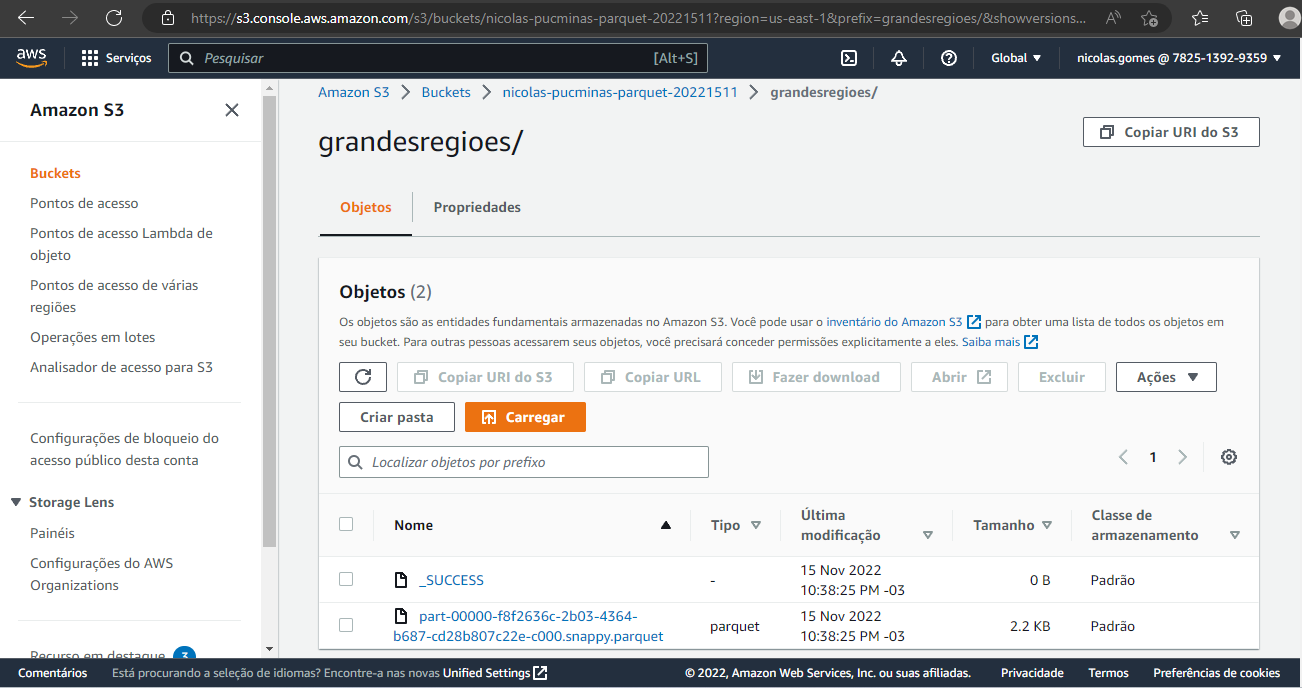 https://s3.console.aws.amazon.com/s3/buckets/nicolas-pucminas-parquet-20221511?region=us-east-1&prefix=grandesregioes/&showversions...
aws
Serviços
Pesquisar
[Alt+S]
Global
nicolas.gomes @ 7825-1392-9359
Amazon S3
Buckets
Pontos de acesso
Pontos de acesso Lambda de
objeto
Pontos de acesso de várias
regiões
Operações em lotes
Analisador de acesso para S3
Configurações de bloqueio do
acesso público desta conta
Storage Lens
Painéis
Configurações do AWS
Organizations
Recurso em destaque 3
Amazon S3 > Buckets > nicolas-pucminas-parquet-20221511 > grandesregioes/
grandesregioes/
Copiar URI do S3
Objetos
Propriedades
Objetos (2)
Os objetos são as entidades fundamentais armazenadas no Amazon S3. Você pode usar o inventário do Amazon S3 para obter uma lista de todos os objetos em
seu bucket. Para outras pessoas acessarem seus objetos, você precisará conceder permissões explicitamente a eles. Saiba mais
Copiar URI do S3
Copiar URL
Fazer download
Abrir
Excluir
Ações
Criar pasta
Carregar
Localizar objetos por prefixo
1
Nome
Tipo
Última
modificação
Tamanho
Classe de
armazenamento
_SUCCESS
-
15 Nov 2022
10:38:25 PM -03
0 B
Padrão
part-00000-f8f2636c-2b03-4364-
b687-cd28b807c22e-c000.snappy.parquet
parquet
15 Nov 2022
10:38:25 PM -03
2.2 KB
Padrão
Comentários
Está procurando a seleção de idiomas? Encontre-a nas novas Unified Settings
© 2022, Amazon Web Services, Inc. ou suas afiliadas.
Privacidade
Termos
Preferências de cookies